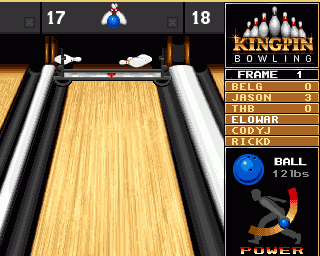 17 18
KINGPIN
BOWLING
FRAME 1
BELG 0
JASON 3
THB 0
ELOWAR
CODYJ
RICKD
BALL
12lbs
POWER